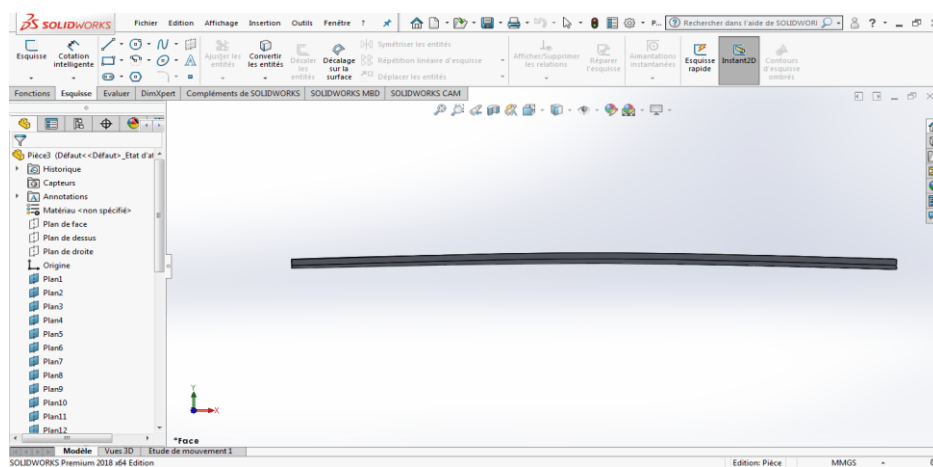 SOLIDWORKS Fichier Edition Affichage Insertion Outils Fenêtre ? P... Rechercher dans l'aide de SOLIDWORI ?
Esquisse Cotation intelligente Ajuster les entités Convertir les entités Décaler les entités Décalage sur la surface Symétriser les entités Répétition linéaire d'esquisse Déplacer les entités Afficher/Supprimer les relations Réparer l'esquisse Aimantations instantanées Esquisse rapide Instant2D Contours d'esquisse ombrés
Fonctions Esquisse Evaluer DimXpert Compléments de SOLIDWORKS SOLIDWORKS MBD SOLIDWORKS CAM
Pièce3 (Défaut<<Défaut>_Etat d'at
Historique
Capteurs
Annotations
Matériau <non spécifié>
Plan de face
Plan de dessus
Plan de droite
Origine
Plan1
Plan2
Plan3
Plan4
Plan5
Plan6
Plan7
Plan8
Plan9
Plan10
Plan11
Plan12
Y
X
*Face
Modèle Vues 3D Etude de mouvement 1
SOLIDWORKS Premium 2018 x64 Edition Edition: Pièce MMGS